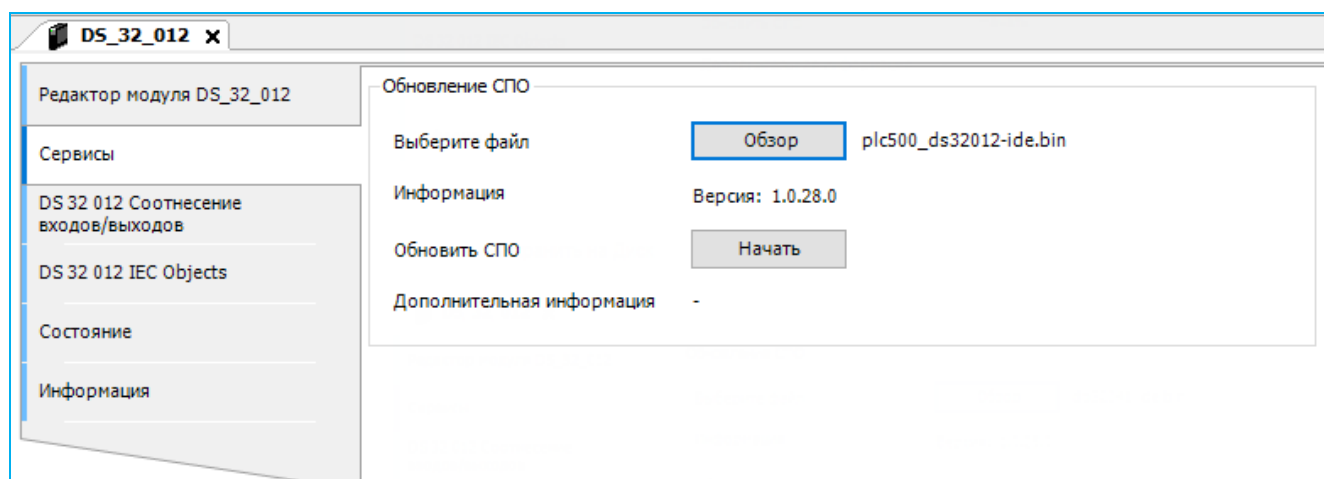 DS_32_012
Редактор модуля DS_32_012
Сервисы
DS 32 012 Соотнесение
входов/выходов
DS 32 012 IEC Objects
Состояние
Информация
Обновление СПО
Выберите файл
Обзор
plc500_ds32012-ide.bin
Информация
Версия: 1.0.28.0
Обновить СПО
Начать
Дополнительная информация
-